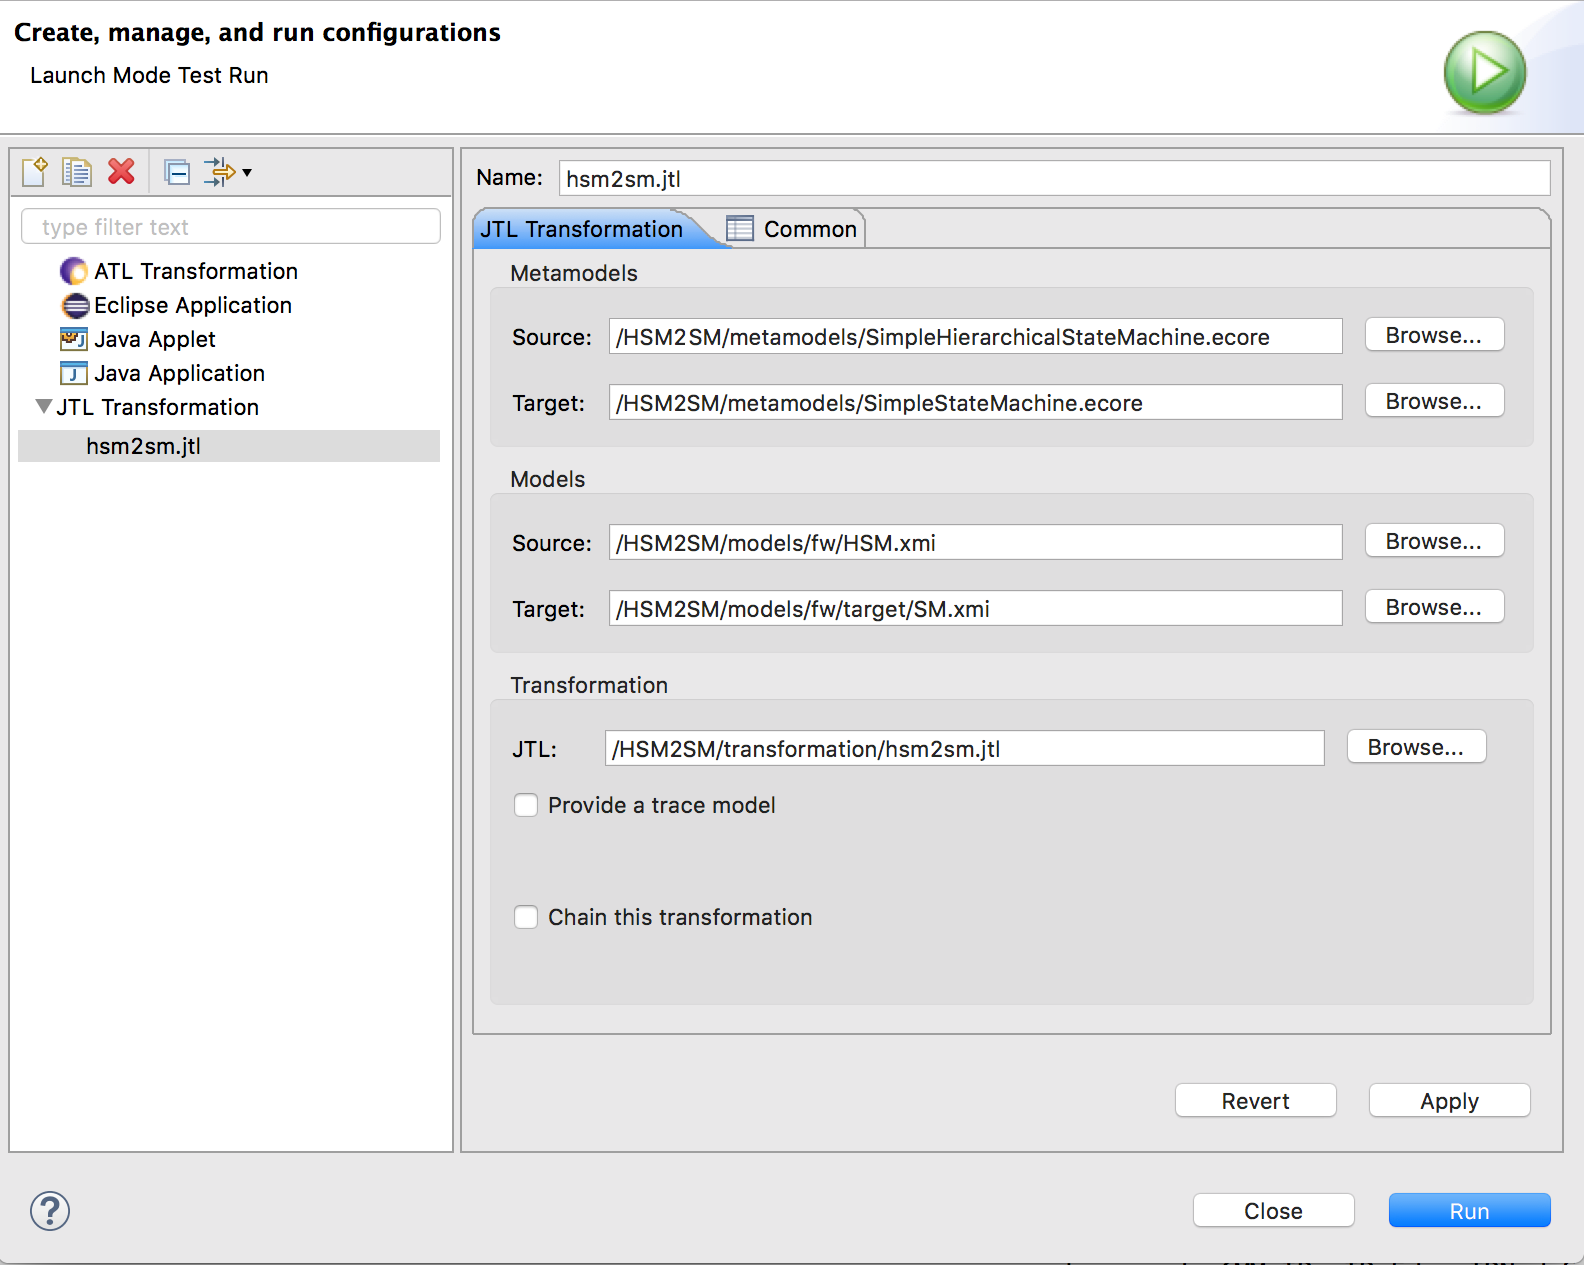 Create, manage, and run configurations
Launch Mode Test Run
type filter text
ATL Transformation
Eclipse Application
Java Applet
Java Application
JTL Transformation
hsm2sm.jtl
Name: hsm2sm.jtl
JTL Transformation Common
Metamodels
Source: /HSM2SM/metamodels/SimpleHierarchicalStateMachine.ecore Browse...
Target: /HSM2SM/metamodels/SimpleStateMachine.ecore Browse...
Models
Source: /HSM2SM/models/fw/HSM.xmi Browse...
Target: /HSM2SM/models/fw/target/SM.xmi Browse...
Transformation
JTL: /HSM2SM/transformation/hsm2sm.jtl Browse...
Provide a trace model
Chain this transformation
Revert Apply
? Close Run